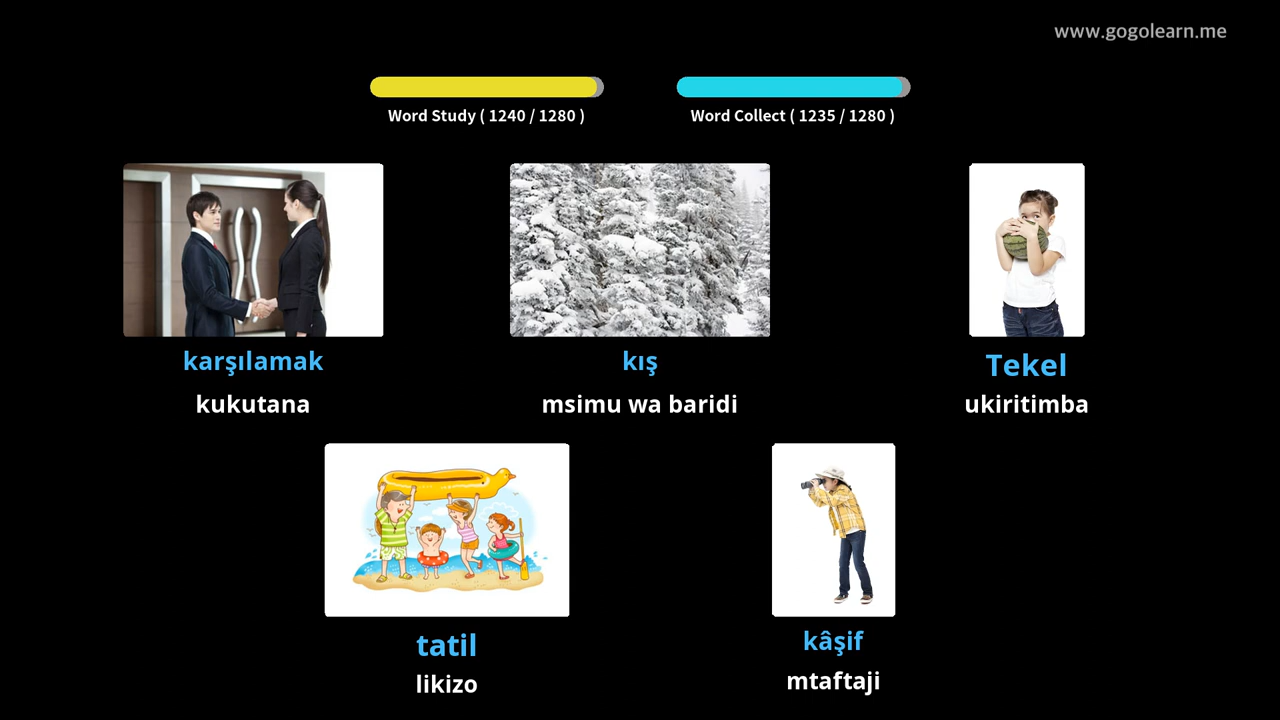 www.gogolearn.me
Word Study ( 1240 / 1280 )
Word Collect ( 1235 / 1280 )
karşılamak
kukutana
kış
msimu wa baridi
Tekel
ukiritimba
tatil
likizo
kâşif
mtaftaji